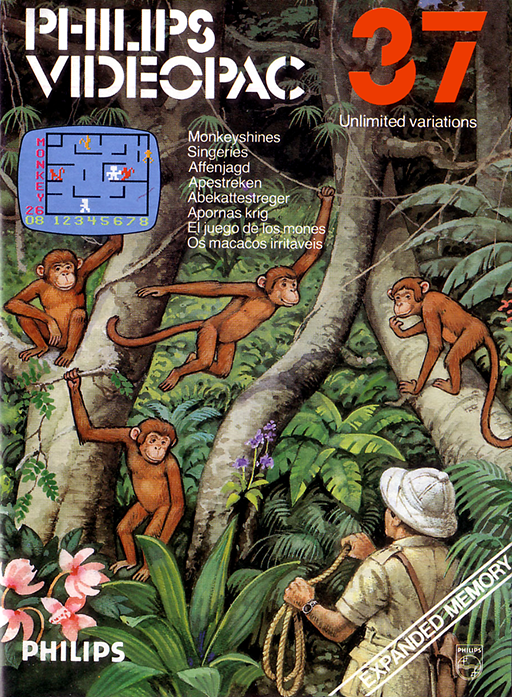 PHILIPS
VIDEOPAC
37
Unlimited variations
Monkeyshines
Singeries
Affenjagd
Apestreken
Abekattestreger
Apornas krig
El juego de los mones
Os macacos irritaveis
MONKEY
26
08 12345678
EXPANDED MEMORY
PHILIPS
PHILIPS